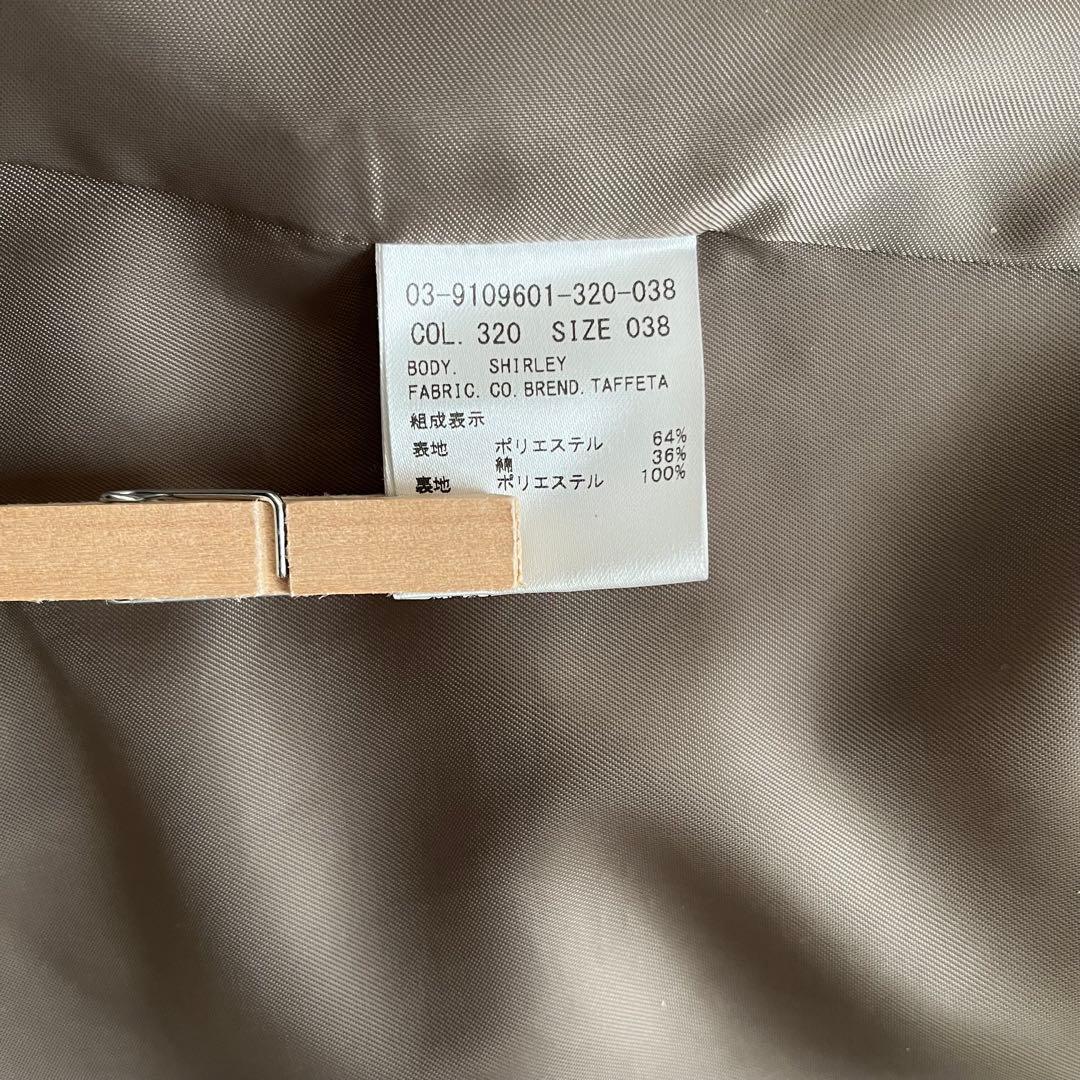 03-9109601-320-038
COL. 320 SIZE 038
BODY. SHIRLEY
FABRIC. CO. BREND. TAFFETA
組成表示
表地 ポリエステル 64%
綿 36%
裏地 ポリエステル 100%